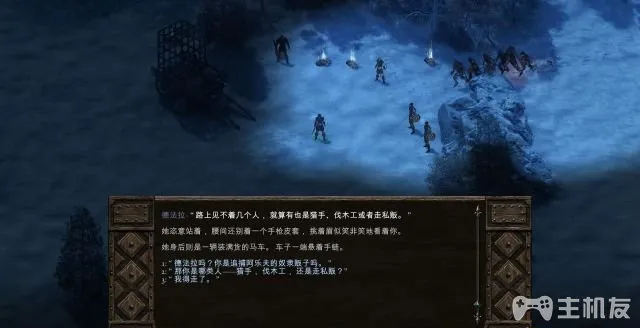 德法拉-“路上见不着几个人，就算有也是猎手，伐木工或者走私贩。”
她恣意站着，腰间还别着一个手枪皮套，挑着眉似笑非笑地看着你。
她身后则是一辆装满货的马车。车子一端悬着手链。
1:“德法拉吗？你是追捕阿乐夫的奴隶贩子吗。”
2:“那你是哪类人——猎手，伐木工，还是走私贩？”
3:“我得走了。”
主机友